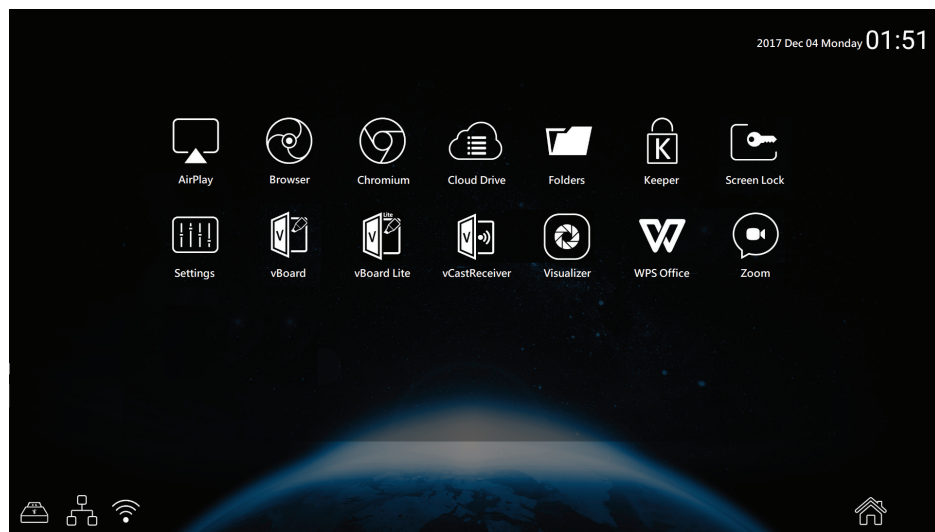 2017 Dec 04 Monday 01:51
AirPlay Browser Chromium Cloud Drive Folders K Keeper Screen Lock
Settings V vBoard V Lite vBoard Lite V vCastReceiver Visualizer WPS Office Zoom